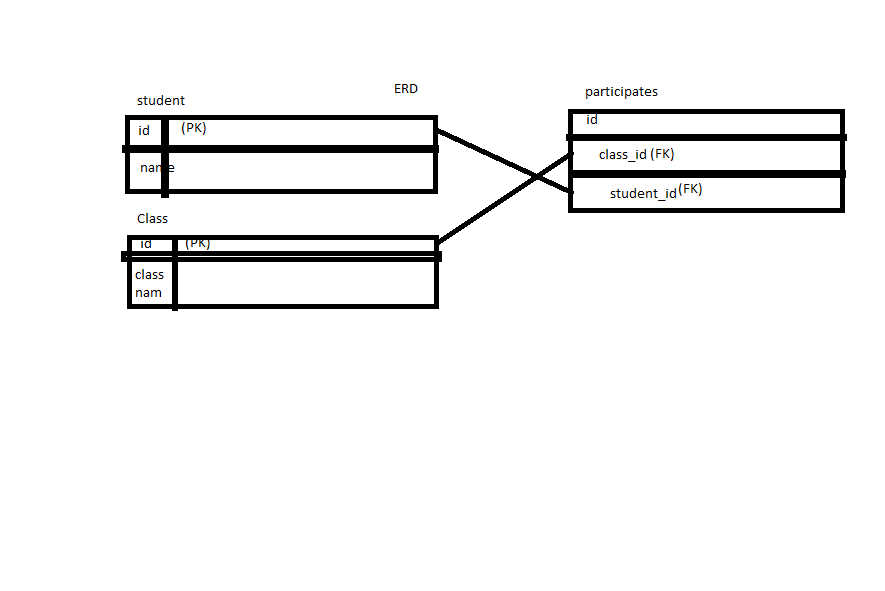 ERD
student
id (PK)
name
Class
id (PK)
class
nam
participates
id
class_id (FK)
student_id (FK)